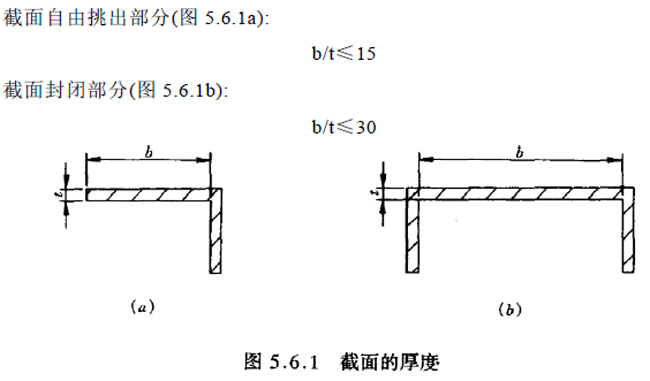 截面自由挑出部分(图 5.6.1a):
b/t≤15
截面封闭部分(图 5.6.1b):
b/t≤30
b
b
t
t
(a)
(b)
图 5.6.1 截面的厚度